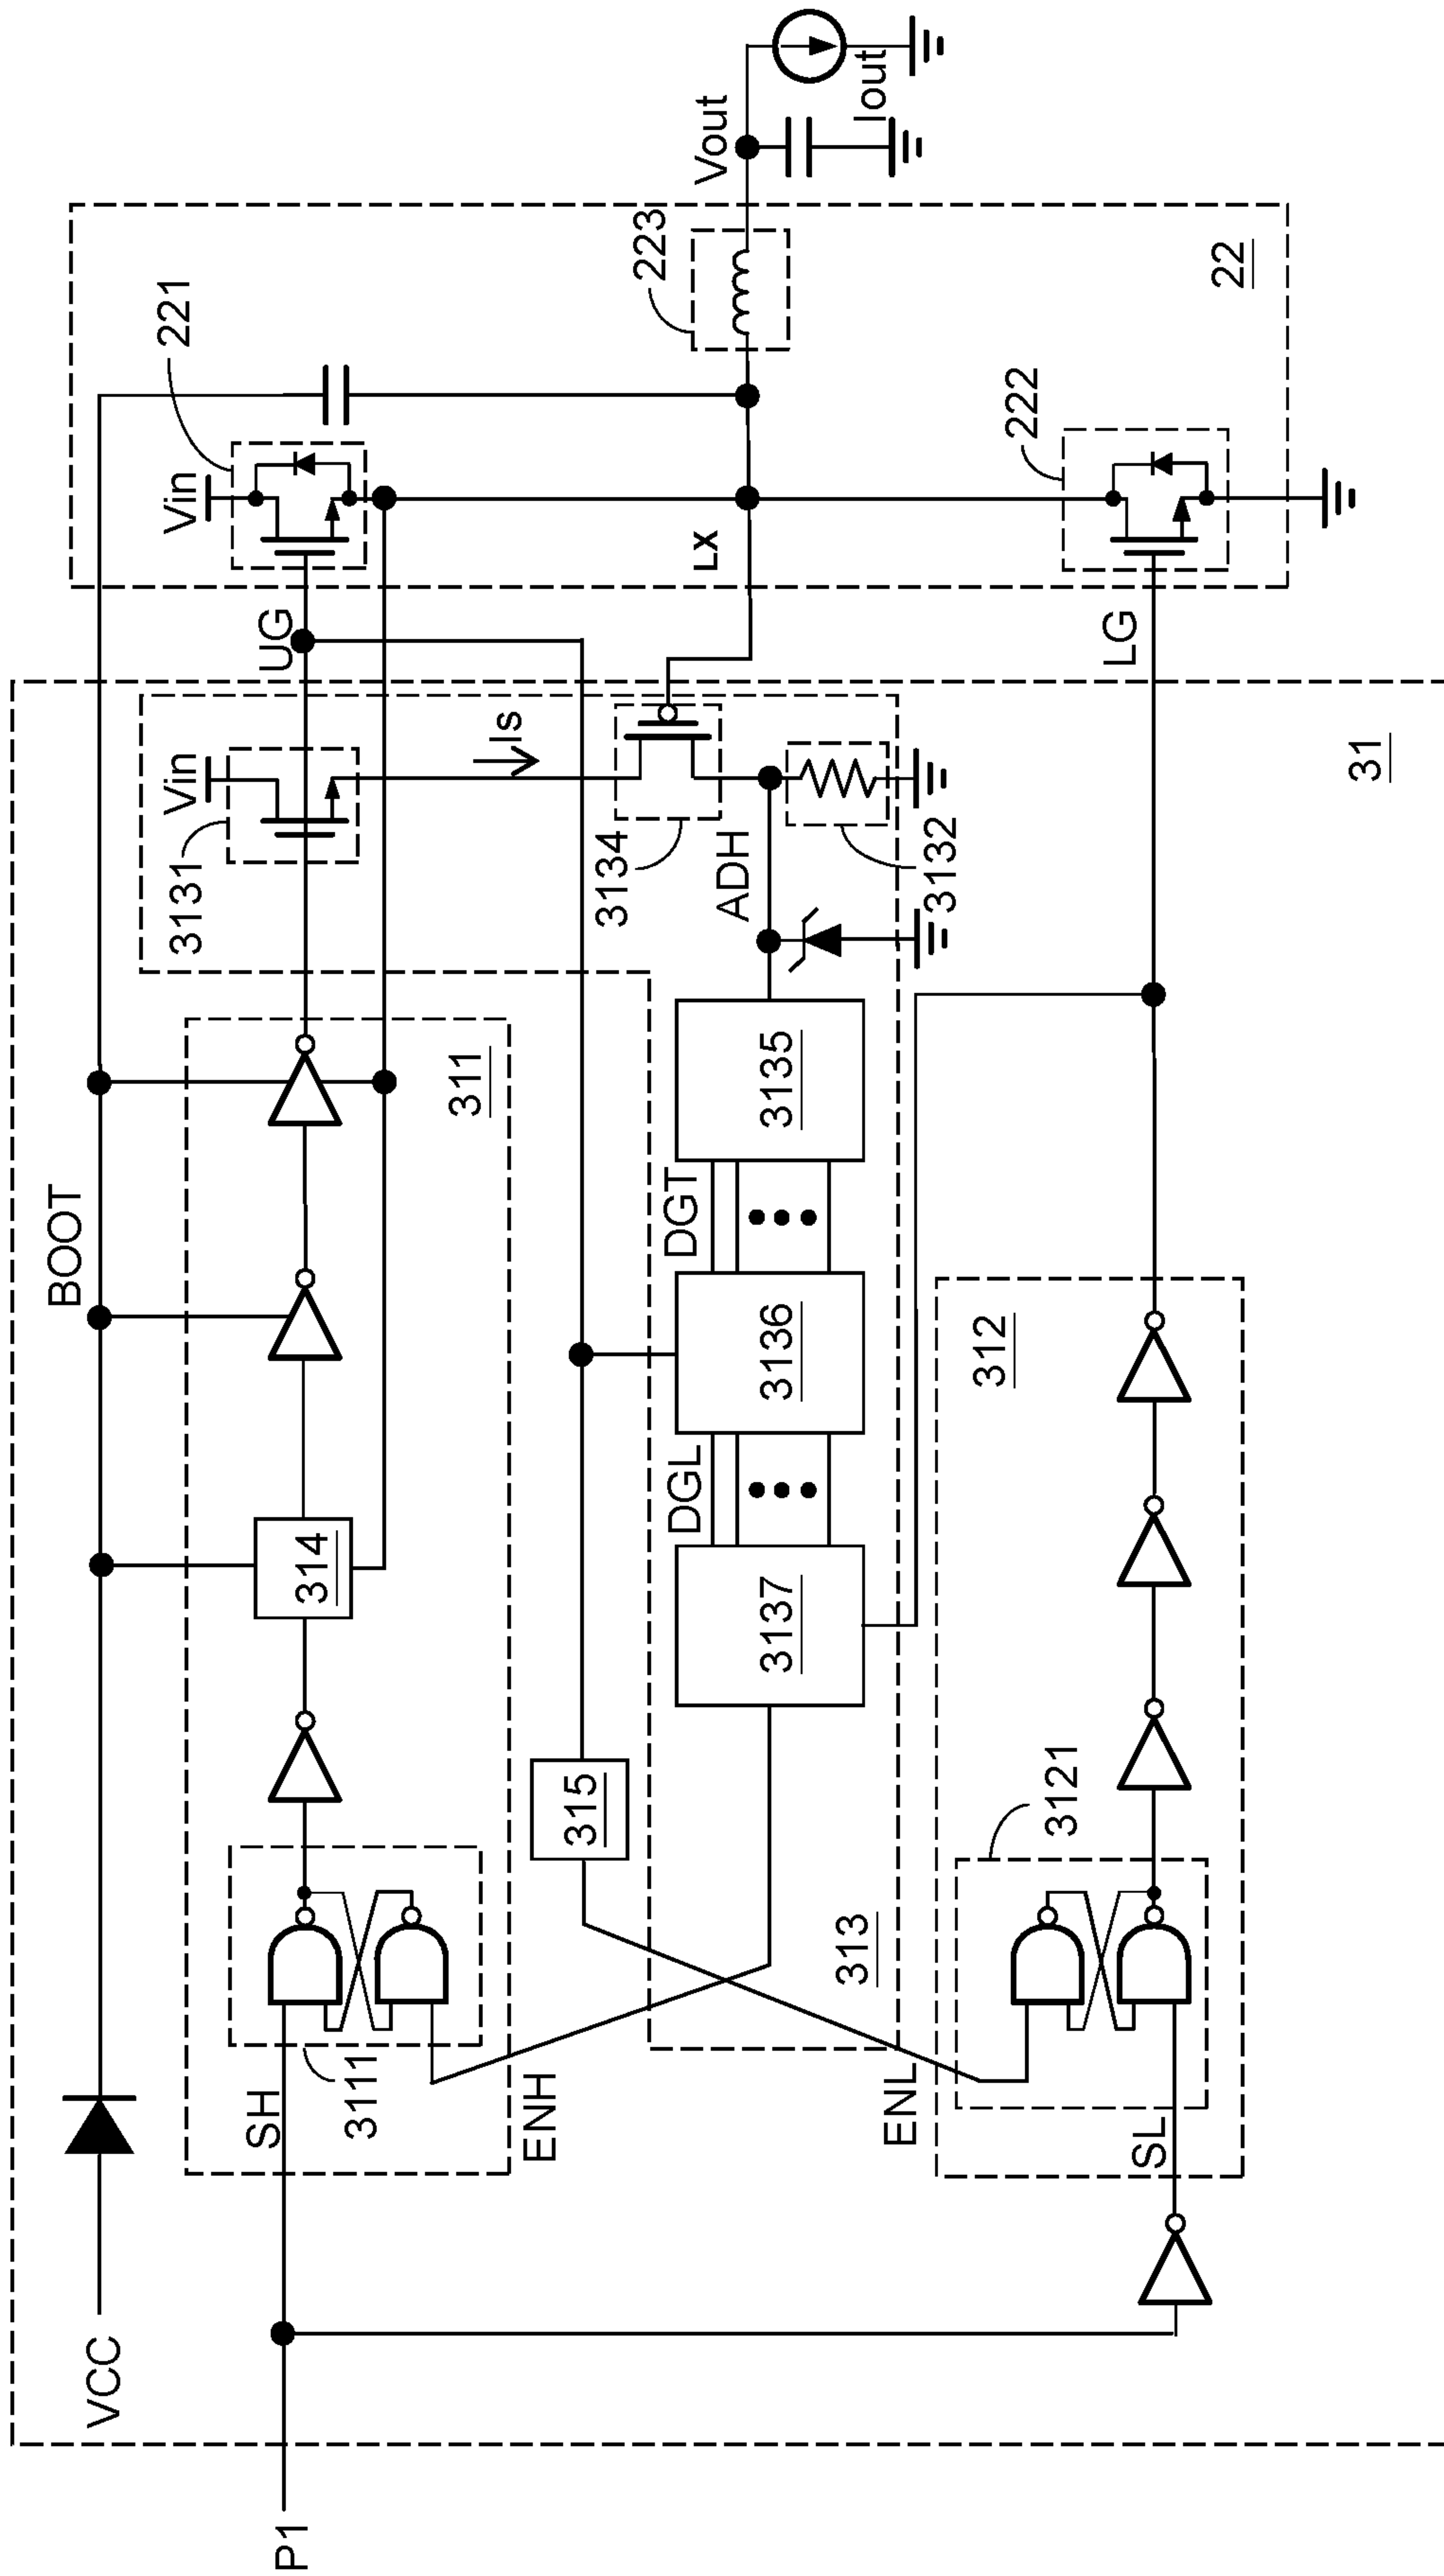 P1
VCC
BOOT
SH
3111
314
311
ENH
315
3131
Vin
UG
Vin
221
Is
3134
LX
223
Vout
Iout
ADH
3132
3137
DGL
3136
DGT
3135
313
ENL
SL
3121
312
LG
222
22
31